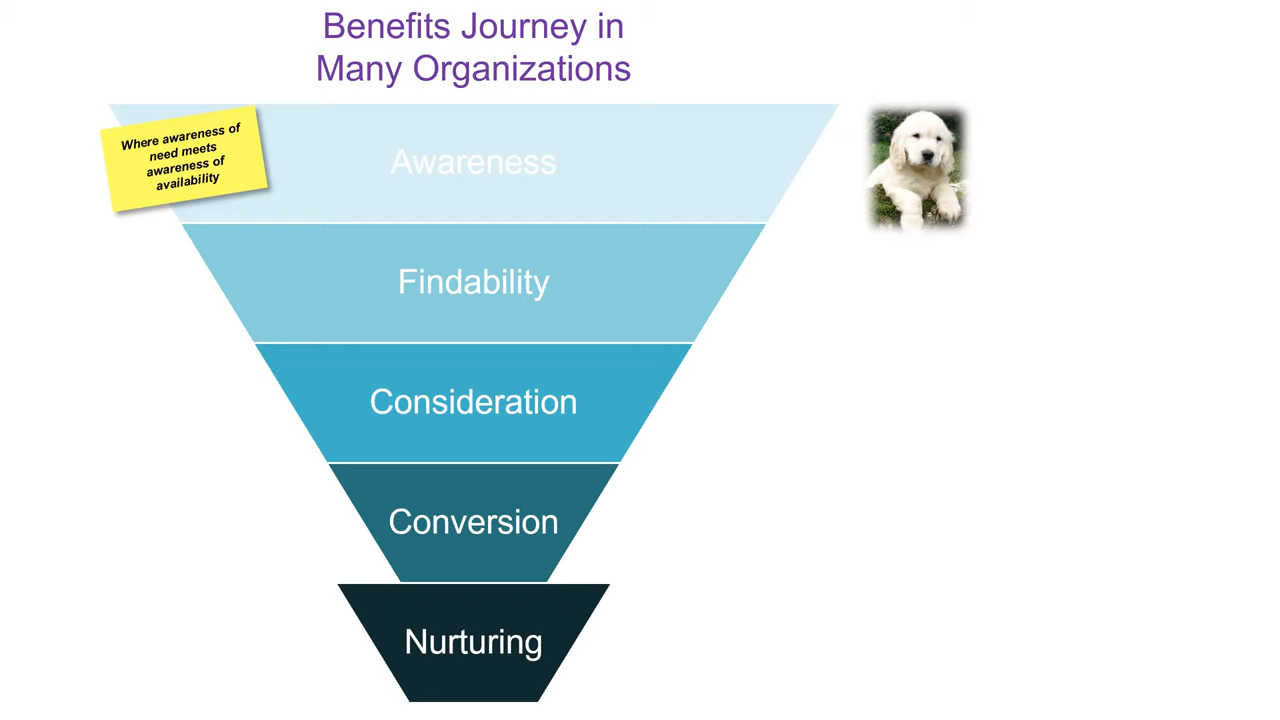 Benefits Journey in
Many Organizations
Where awareness of
need meets
awareness of
availability
Awareness
Findability
Consideration
Conversion
Nurturing